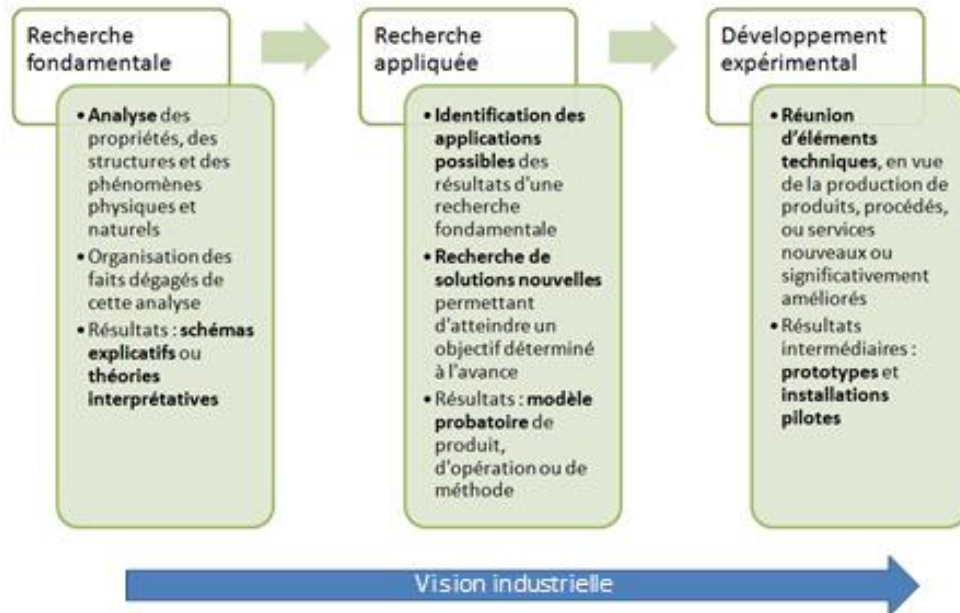 Recherche
fondamentale
• Analyse des
propriétés, des
structures et des
phénomènes
physiques et
naturels
• Organisation des
faits dégagés de
cette analyse
• Résultats : schémas
explicatifs ou
théories
interprétatives
Recherche
appliquée
• Identification des
applications
possibles des
résultats d'une
recherche
fondamentale
• Recherche de
solutions nouvelles
permettant
d'atteindre un
objectif déterminé
à l'avance
• Résultats : modèle
probatoire de
produit,
d'opération ou de
méthode
Développement
expérimental
• Réunion
d'éléments
techniques, en vue
de la production de
produits, procédés,
ou services
nouveaux ou
significativement
améliorés
• Résultats
intermédiaires :
prototypes et
installations
pilotes
Vision industrielle